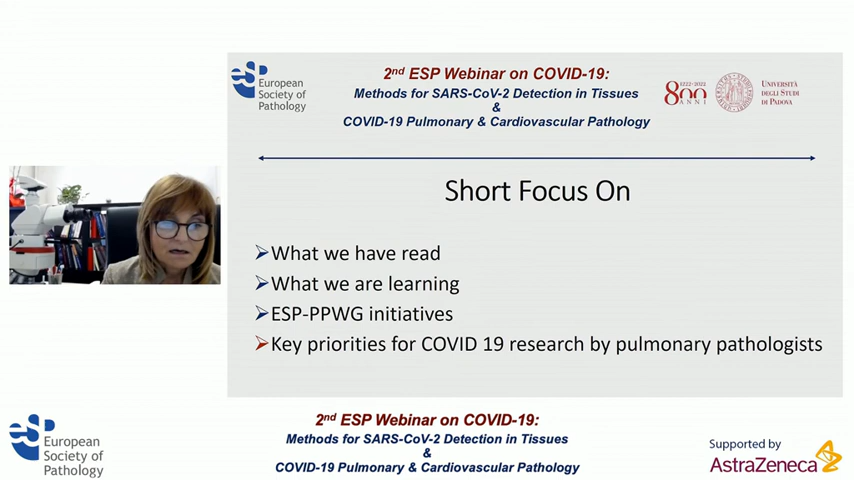 esp European
Society of
Pathology
2nd ESP Webinar on COVID-19:
Methods for SARS-CoV-2 Detection in Tissues
&
COVID-19 Pulmonary & Cardiovascular Pathology
1222-2022
800
ANNI
UNIVERSITÀ
DEGLI STUDI
DI PADOVA
Short Focus On
What we have read
What we are learning
ESP-PPWG initiatives
Key priorities for COVID 19 research by pulmonary pathologists
esp European
Society of
Pathology
2nd ESP Webinar on COVID-19:
Methods for SARS-CoV-2 Detection in Tissues
&
COVID-19 Pulmonary & Cardiovascular Pathology
Supported by
AstraZeneca